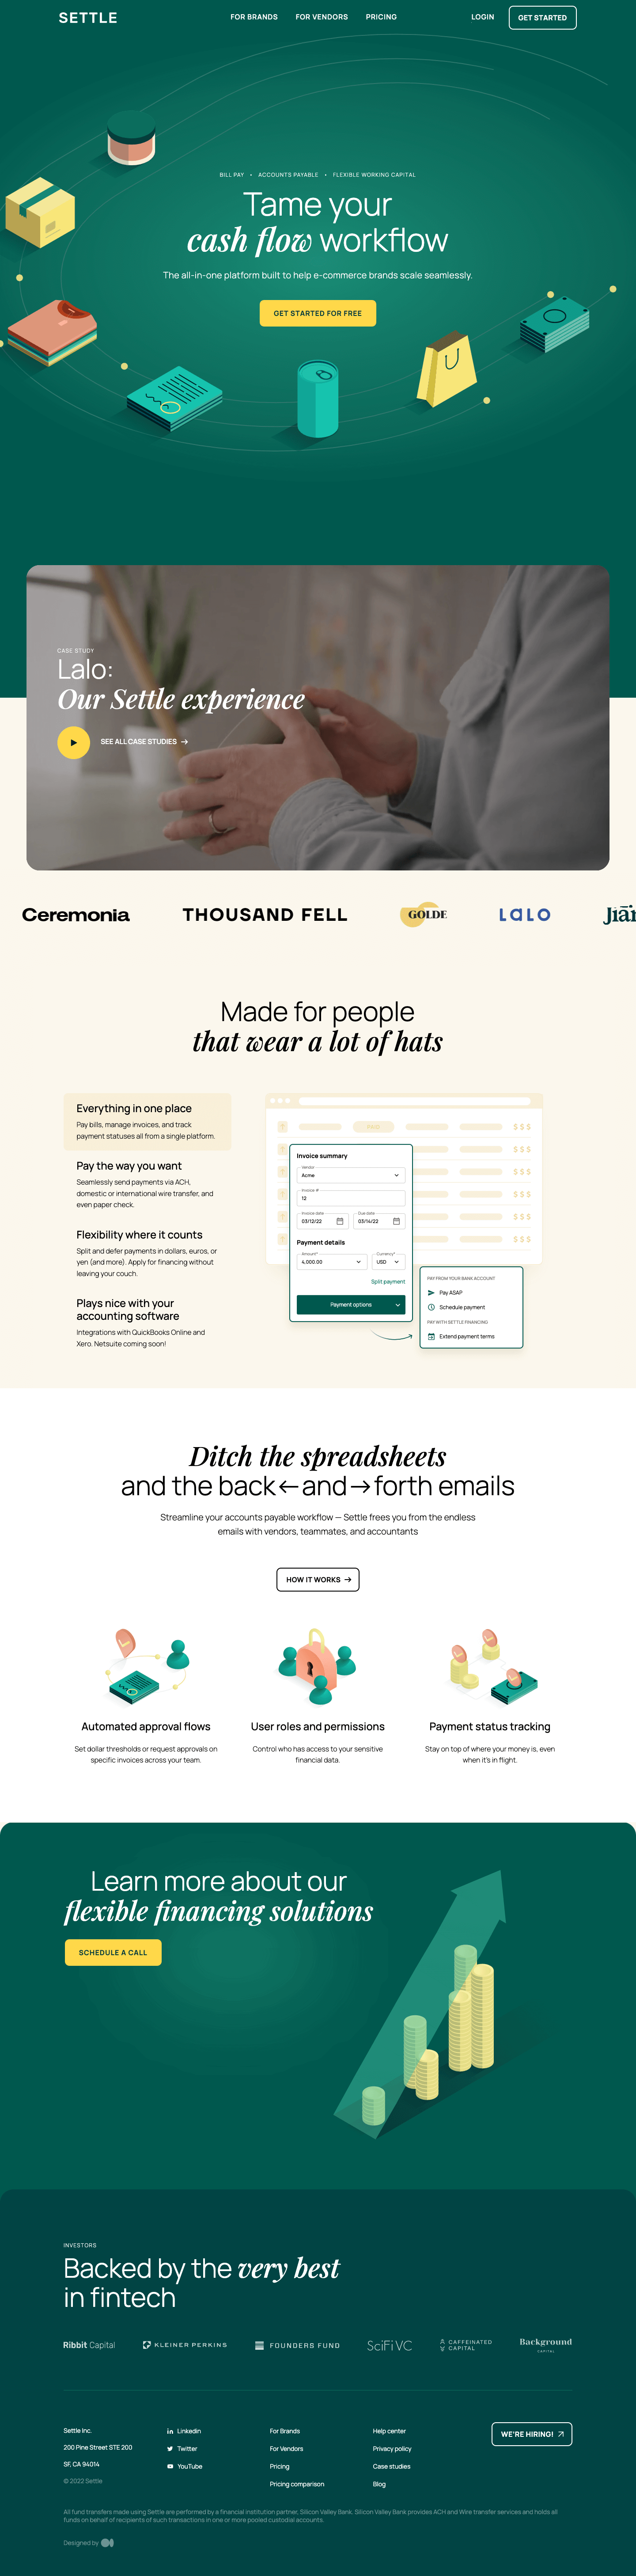 SETTLE
FOR BRANDS
FOR VENDORS
PRICING
LOGIN
GET STARTED
BILL PAY • ACCOUNTS PAYABLE • FLEXIBLE WORKING CAPITAL
Tame your
cash flow workflow
The all-in-one platform built to help e-commerce brands scale seamlessly.
GET STARTED FOR FREE
CASE STUDY
Lalo:
Our Settle experience
SEE ALL CASE STUDIES →
Ceremonia
THOUSAND FELL
GOLDE
LALO
Made for people
that wear a lot of hats
Everything in one place
Pay bills, manage invoices, and track
payment statuses all from a single platform.
Pay the way you want
Seamlessly send payments via ACH,
domestic or international wire transfer, and
even paper check.
Flexibility where it counts
Split and defer payments in dollars, euros, or
yen (and more). Apply for financing without
leaving your couch.
Plays nice with your
accounting software
Integrations with QuickBooks Online and
Xero. Netsuite coming soon!
PAID
$ $ $
$ $ $
$ $ $
$ $ $
$ $ $
$ $ $
Invoice summary
Vendor
Acme
Invoice #
12
Invoice date
03/12/22
Due date
03/14/22
Payment details
Amount*
4,000.00
Currency*
USD
Split payment
Payment options
PAY FROM YOUR BANK ACCOUNT
Pay ASAP
Schedule payment
PAY WITH SETTLE FINANCING
Extend payment terms
Ditch the spreadsheets
and the back←and→forth emails
Streamline your accounts payable workflow — Settle frees you from the endless
emails with vendors, teammates, and accountants
HOW IT WORKS →
Automated approval flows
Set dollar thresholds or request approvals on
specific invoices across your team.
User roles and permissions
Control who has access to your sensitive
financial data.
Payment status tracking
Stay on top of where your money is, even
when it's in flight.
Learn more about our
flexible financing solutions
SCHEDULE A CALL
INVESTORS
Backed by the very best
in fintech
Ribbit Capital
KLEINER PERKINS
FOUNDERS FUND
SciFi VC
CAFFEINATED
CAPITAL
Background
CAPITAL
Settle Inc.
200 Pine Street STE 200
SF, CA 94014
© 2022 Settle
Linkedin
Twitter
YouTube
For Brands
For Vendors
Pricing
Pricing comparison
Help center
Privacy policy
Case studies
Blog
WE'RE HIRING! ↗
All fund transfers made using Settle are performed by a financial institution partner, Silicon Valley Bank. Silicon Valley Bank provides ACH and Wire transfer services and holds all
funds on behalf of recipients of such transactions in one or more pooled custodial accounts.
Designed by